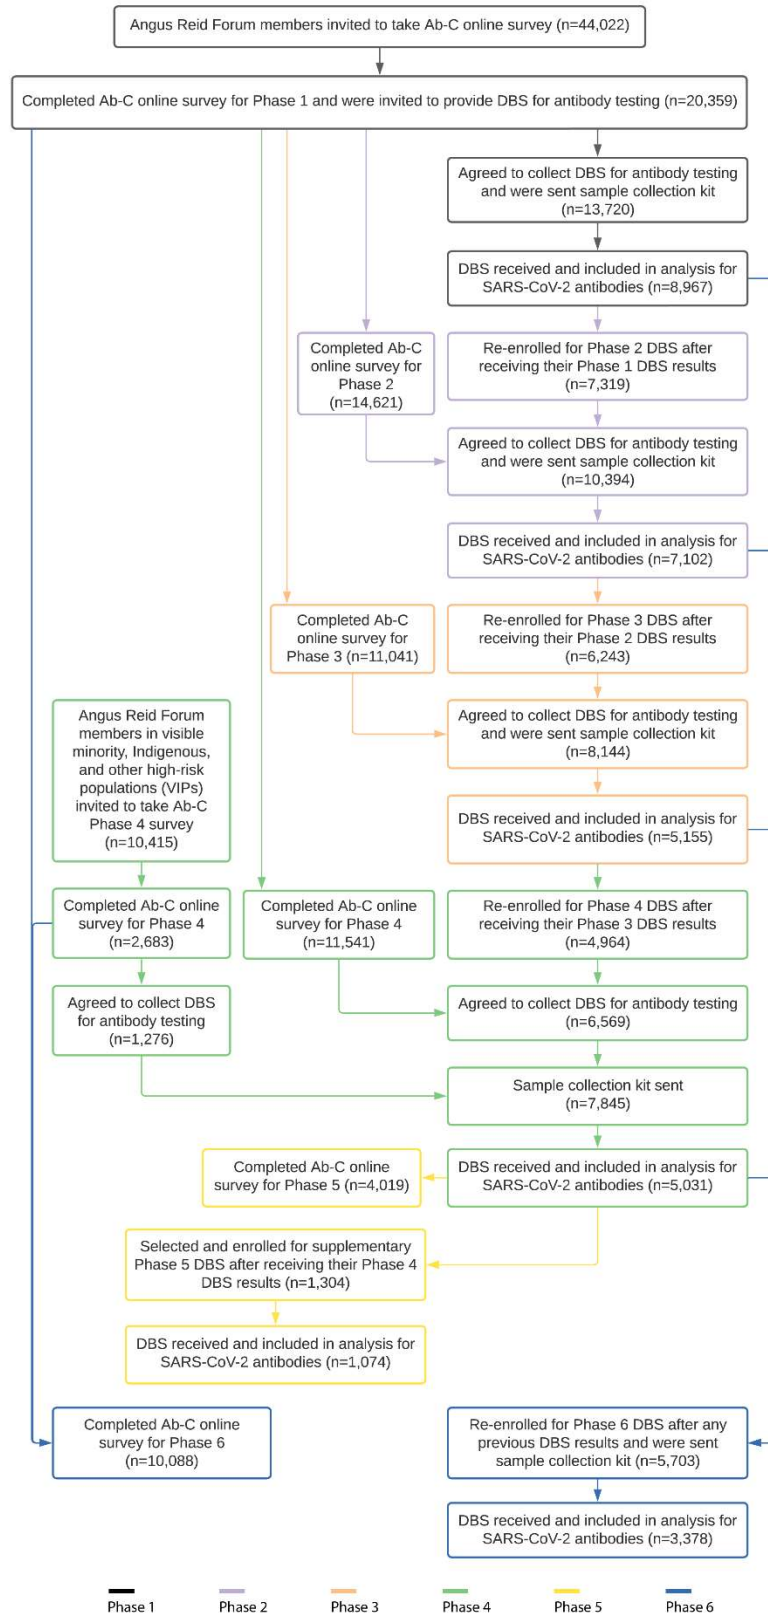 Angus Reid Forum members invited to take Ab-C online survey (n=44,022)
Completed Ab-C online survey for Phase 1 and were invited to provide DBS for antibody testing (n=20,359)
Agreed to collect DBS for antibody testing
and were sent sample collection kit
(n=13,720)
DBS received and included in analysis for
SARS-CoV-2 antibodies (n=8,967)
Completed Ab-C
online survey for
Phase 2
(n=14,621)
Re-enrolled for Phase 2 DBS after
receiving their Phase 1 DBS results
(n=7,319)
Agreed to collect DBS for antibody testing
and were sent sample collection kit
(n=10,394)
DBS received and included in analysis for
SARS-CoV-2 antibodies (n=7,102)
Completed Ab-C
online survey for
Phase 3 (n=11,041)
Re-enrolled for Phase 3 DBS after
receiving their Phase 2 DBS results
(n=6,243)
Agreed to collect DBS for antibody testing
and were sent sample collection kit
(n=8,144)
Angus Reid Forum
members in visible
minority, Indigenous,
and other high-risk
populations (VIPs)
invited to take Ab-C
Phase 4 survey
(n=10,415)
DBS received and included in analysis for
SARS-CoV-2 antibodies (n=5,155)
Completed Ab-C online
survey for Phase 4
(n=2,683)
Completed Ab-C online
survey for Phase 4
(n=11,541)
Re-enrolled for Phase 4 DBS after
receiving their Phase 3 DBS results
(n=4,964)
Agreed to collect DBS
for antibody testing
(n=1,276)
Agreed to collect DBS for antibody testing
(n=6,569)
Sample collection kit sent
(n=7,845)
Completed Ab-C online
survey for Phase 5 (n=4,019)
DBS received and included in analysis for
SARS-CoV-2 antibodies (n=5,031)
Selected and enrolled for supplementary
Phase 5 DBS after receiving their Phase 4
DBS results (n=1,304)
DBS received and included in analysis for
SARS-CoV-2 antibodies (n=1,074)
Completed Ab-C online
survey for Phase 6
(n=10,088)
Re-enrolled for Phase 6 DBS after any
previous DBS results and were sent
sample collection kit (n=5,703)
DBS received and included in analysis for
SARS-CoV-2 antibodies (n=3,378)
Phase 1 Phase 2 Phase 3 Phase 4 Phase 5 Phase 6